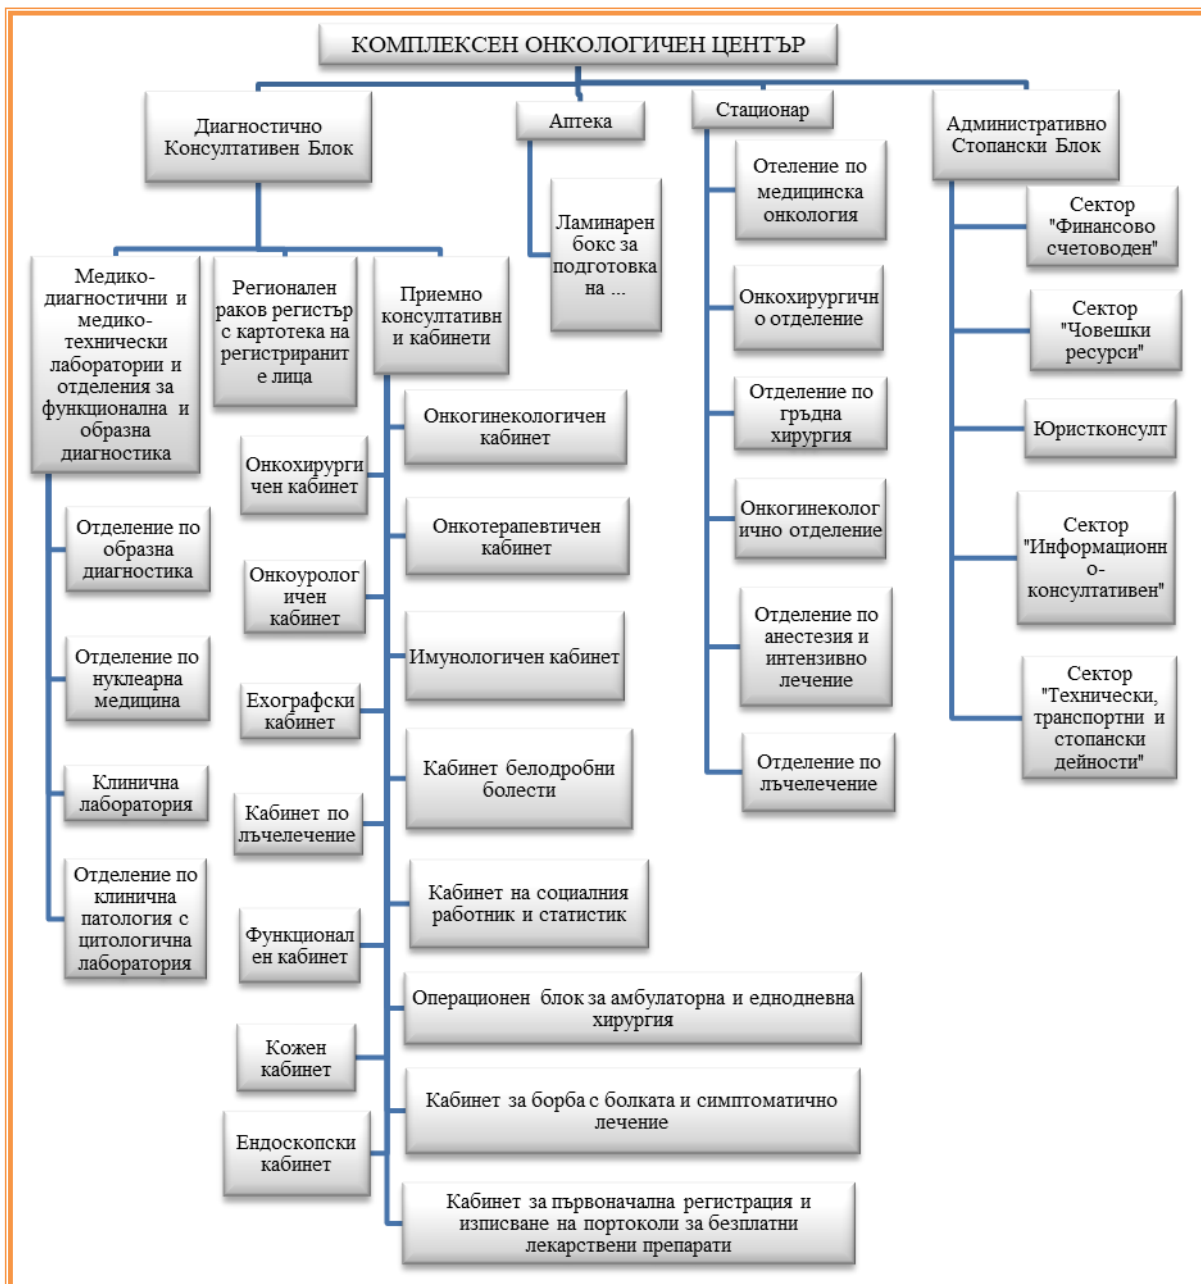 КОМПЛЕКСЕН ОНКОЛОГИЧЕН ЦЕНТЪР
Диагностично
Консултативен Блок
Медико-
диагностични и
медико-
технически
лаборатории и
отделения за
функционална и
образна
диагностика
Отделение по
образна
диагностика
Отделение по
нуклеарна
медицина
Клинична
лаборатория
Отделение по
клинична
патология с
цитологична
лаборатория
Регионален
раков регистър
с картотека на
регистриранит
е лица
Приемно
консултативн
и кабинети
Онкогинекологичен
кабинет
Онкохирурги
чен кабинет
Онкотерапевтичен
кабинет
Онкоуролог
ичен
кабинет
Имунологичен кабинет
Ехографски
кабинет
Кабинет белодробни
болести
Кабинет по
лъчелечение
Кабинет на социалния
работник и статистик
Функционал
ен кабинет
Операционен блок за амбулаторна и еднодневна
хирургия
Кожен
кабинет
Кабинет за борба с болката и симптоматично
лечение
Ендоскопски
кабинет
Кабинет за първоначална регистрация и
изписване на портоколи за безплатни
лекарствени препарати
Аптека
Ламинарен
бокс за
подготовка
на ...
Стационар
Отеление по
медицинска
онкология
Онкохирургичн
о отделение
Отделение по
гръдна
хирургия
Онкогинеколог
ично отделение
Отделение по
анестезия и
интензивно
лечение
Отделение по
лъчелечение
Административно
Стопански Блок
Сектор
"Финансово
счетоводен"
Сектор
"Човешки
ресурси"
Юристконсулт
Сектор
"Информационн
о-
консултативен"
Сектор
"Технически,
транспортни и
стопански
дейности"